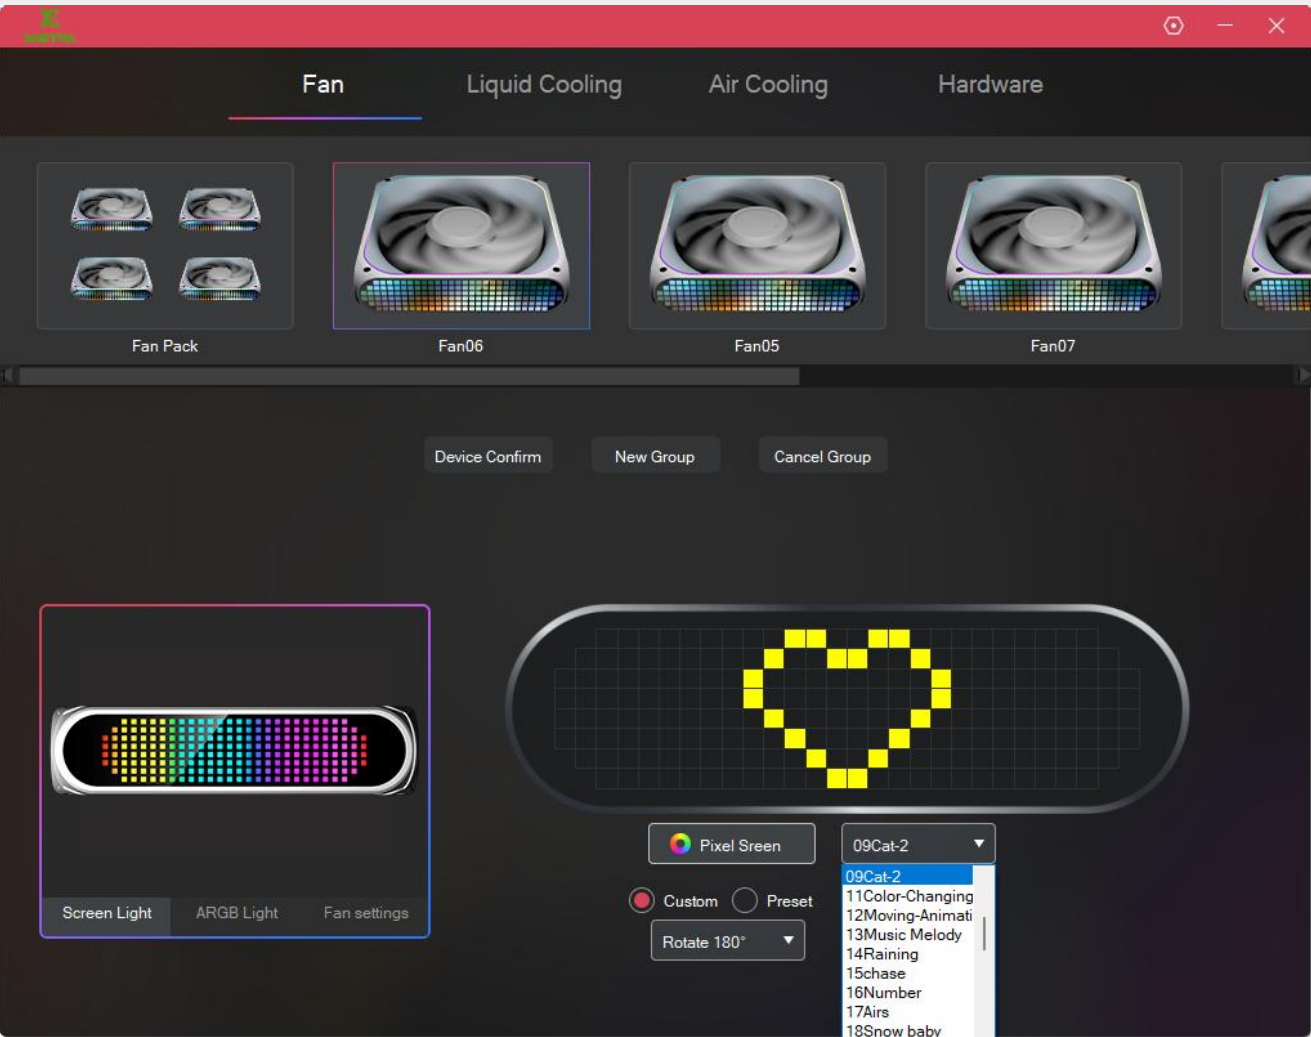 Fan
Liquid Cooling
Air Cooling
Hardware
Fan Pack
Fan06
Fan05
Fan07
Device Confirm
New Group
Cancel Group
Pixel Sreen
09Cat-2
09Cat-2
11Color-Changing
12Moving-Animati
13Music Melody
14Raining
15chase
16Number
17Airs
18Snow baby
Custom
Preset
Rotate 180°
Screen Light
ARGB Light
Fan settings